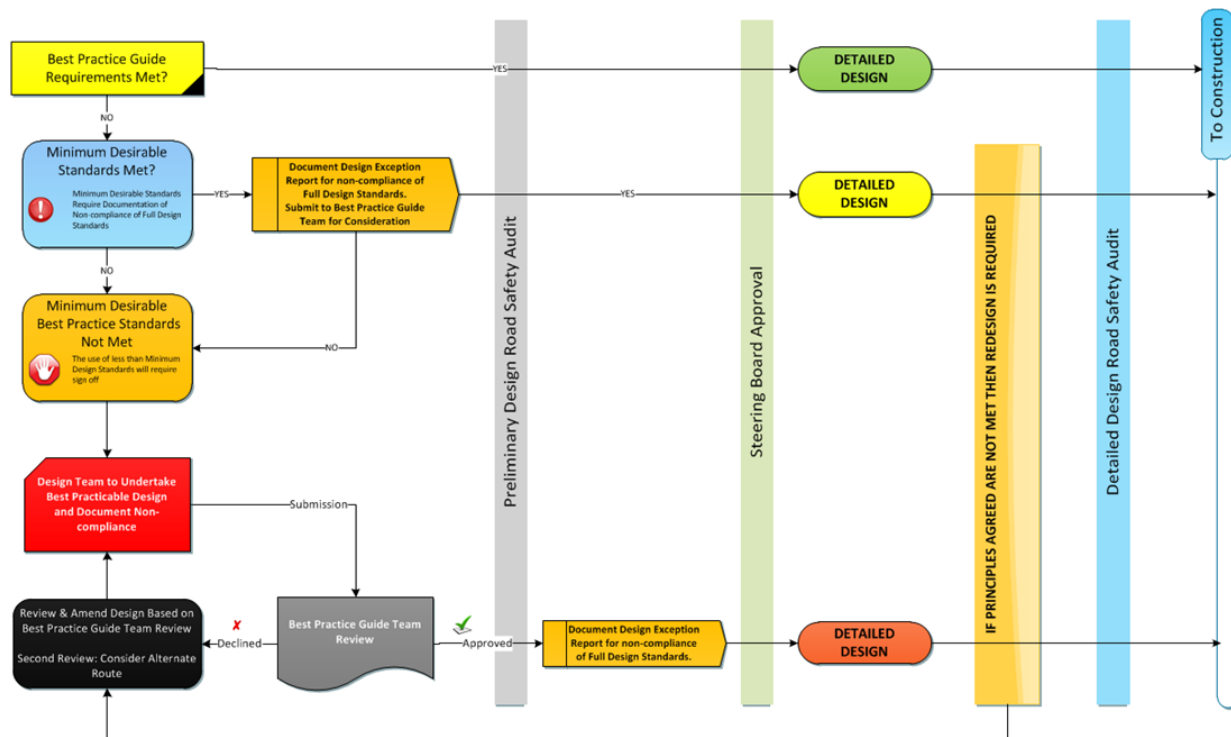 Best Practice Guide
Requirements Met?
YES
DETAILED
DESIGN
To Construction
NO
Minimum Desirable
Standards Met?
Minimum Desirable Standards
Require Documentation of
Non-compliance of Full Design
Standards
YES
Document Design Exception
Report for non-compliance of
Full Design Standards.
Submit to Best Practice Guide
Team for Consideration
YES
DETAILED
DESIGN
NO
NO
Minimum Desirable
Best Practice Standards
Not Met
The use of less than Minimum
Design Standards will require
sign off
Preliminary Design Road Safety Audit
Steering Board Approval
IF PRINCIPLES AGREED ARE NOT MET THEN REDESIGN IS REQUIRED
Detailed Design Road Safety Audit
Design Team to Undertake
Best Practicable Design
and Document Non-
compliance
Submission
Review & Amend Design Based on
Best Practice Guide Team Review
Second Review: Consider Alternate
Route
Declined
Best Practice Guide Team
Review
Approved
Document Design Exception
Report for non-compliance
of Full Design Standards.
DETAILED
DESIGN